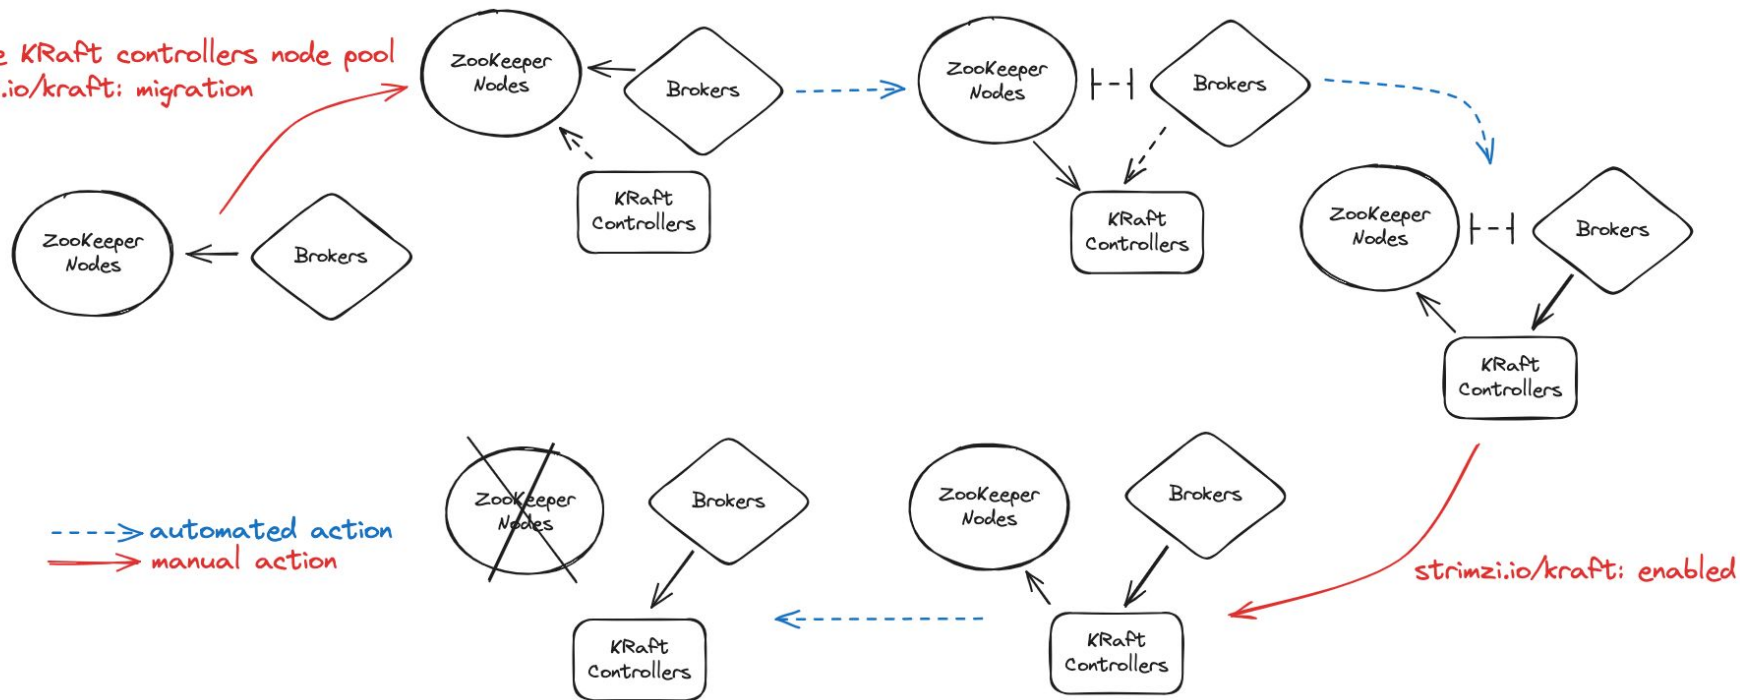 KRaft controllers node pool
.io/kraft: migration
ZooKeeper
Nodes
Brokers
ZooKeeper
Nodes
Brokers
KRaft
Controllers
ZooKeeper
Nodes
Brokers
KRaft
Controllers
ZooKeeper
Nodes
Brokers
KRaft
Controllers
strimzi.io/kraft: enabled
ZooKeeper
Nodes
Brokers
KRaft
Controllers
ZooKeeper
Nodes
Brokers
KRaft
Controllers
automated action
manual action